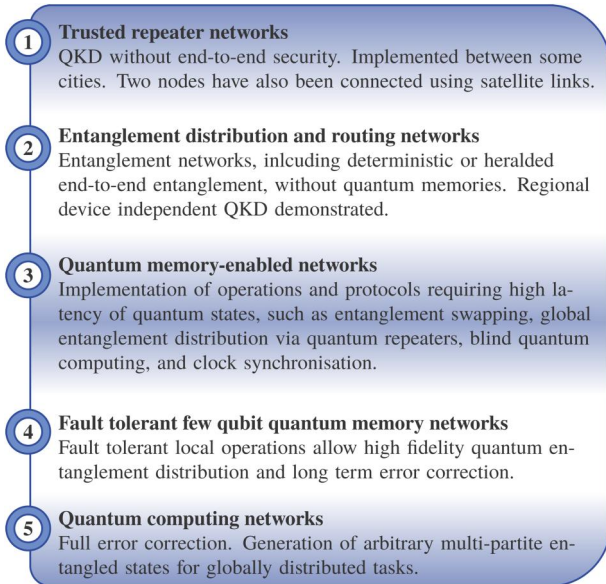 1
Trusted repeater networks
QKD without end-to-end security. Implemented between some
cities. Two nodes have also been connected using satellite links.
2
Entanglement distribution and routing networks
Entanglement networks, inlcuding deterministic or heralded
end-to-end entanglement, without quantum memories. Regional
device independent QKD demonstrated.
3
Quantum memory-enabled networks
Implementation of operations and protocols requiring high la-
tency of quantum states, such as entanglement swapping, global
entanglement distribution via quantum repeaters, blind quantum
computing, and clock synchronisation.
4
Fault tolerant few qubit quantum memory networks
Fault tolerant local operations allow high fidelity quantum en-
tanglement distribution and long term error correction.
5
Quantum computing networks
Full error correction. Generation of arbitrary multi-partite en-
tangled states for globally distributed tasks.